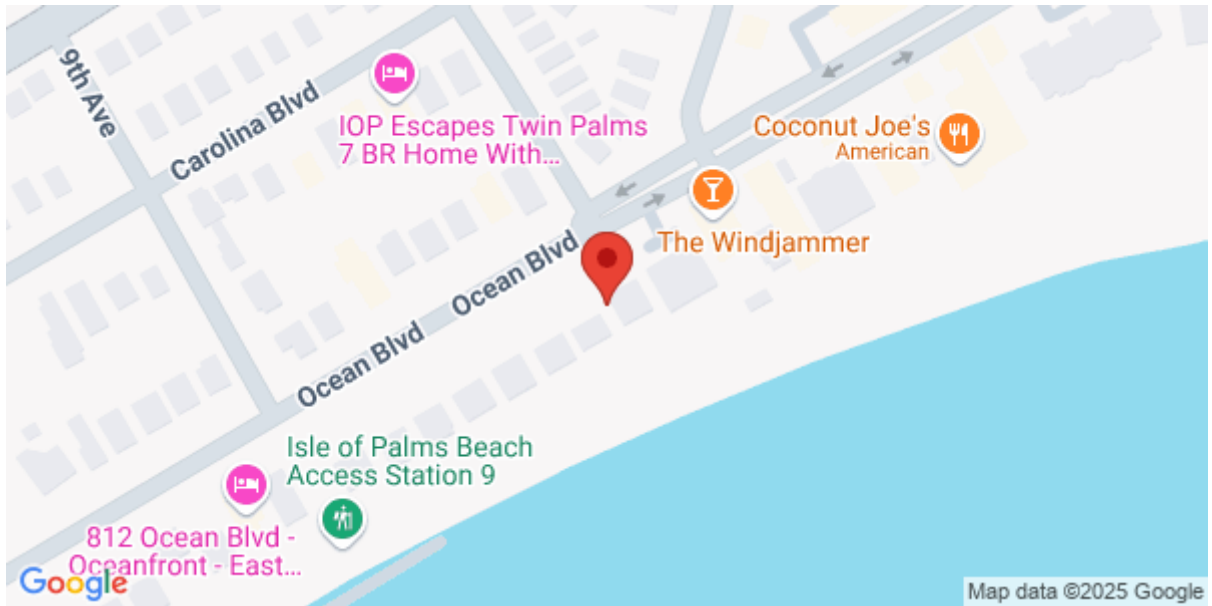 9th Ave
Carolina Blvd
IOP Escapes Twin Palms
7 BR Home With...
Coconut Joe's
American
The Windjammer
Ocean Blvd
Ocean Blvd
Isle of Palms Beach
Access Station 9
812 Ocean Blvd -
Oceanfront - East...
Google
Map data ©2025 Google